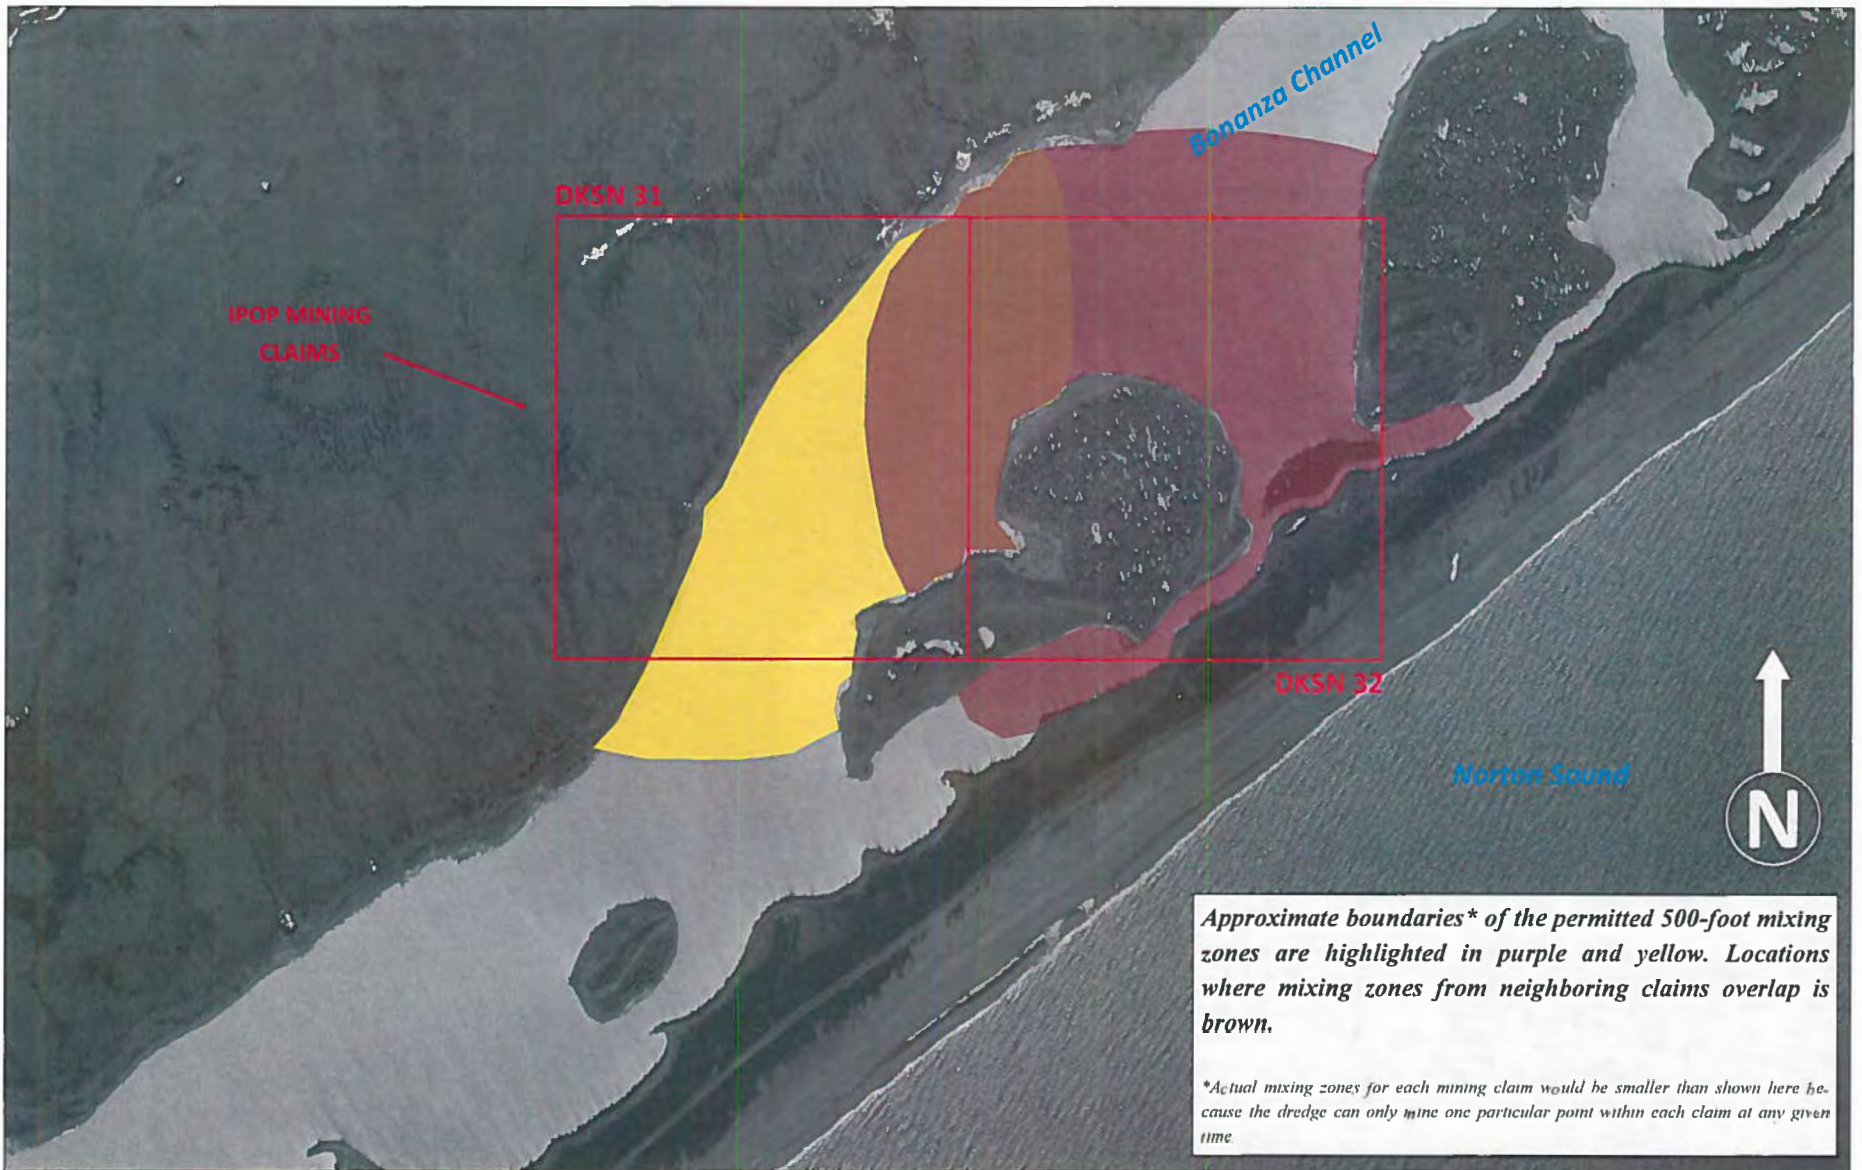 Bonanza Channel
DKSN 31
IPOP MINING
CLAIMS
DKSN 32
Norton Sound
N
Approximate boundaries* of the permitted 500-foot mixing
zones are highlighted in purple and yellow. Locations
where mixing zones from neighboring claims overlap is
brown.
*Actual mixing zones for each mining claim would be smaller than shown here be-
cause the dredge can only mine one particular point within each claim at any given
time